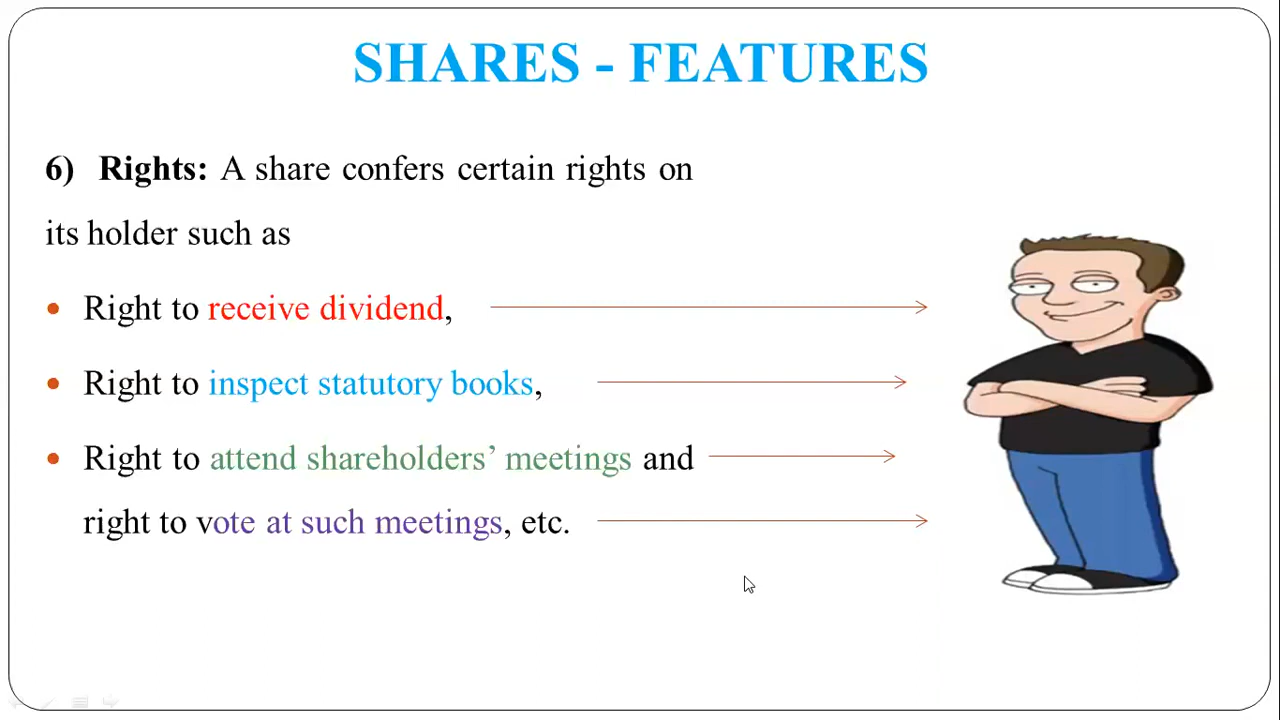 SHARES - FEATURES
6) Rights: A share confers certain rights on
its holder such as
• Right to receive dividend,
• Right to inspect statutory books,
• Right to attend shareholders’ meetings and
right to vote at such meetings, etc.